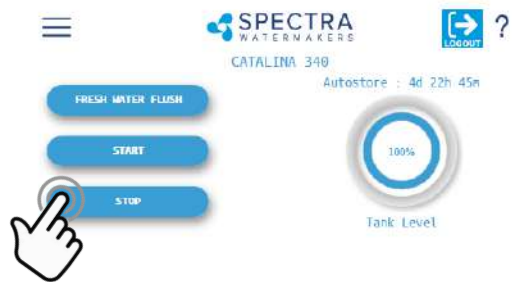 SPECTRA
WATERMAKERS
LOGOUT
?
CATALINA 340
Autostore : 4d 22h 45m
FRESH WATER FLUSH
START
100%
STOP
Tank Level